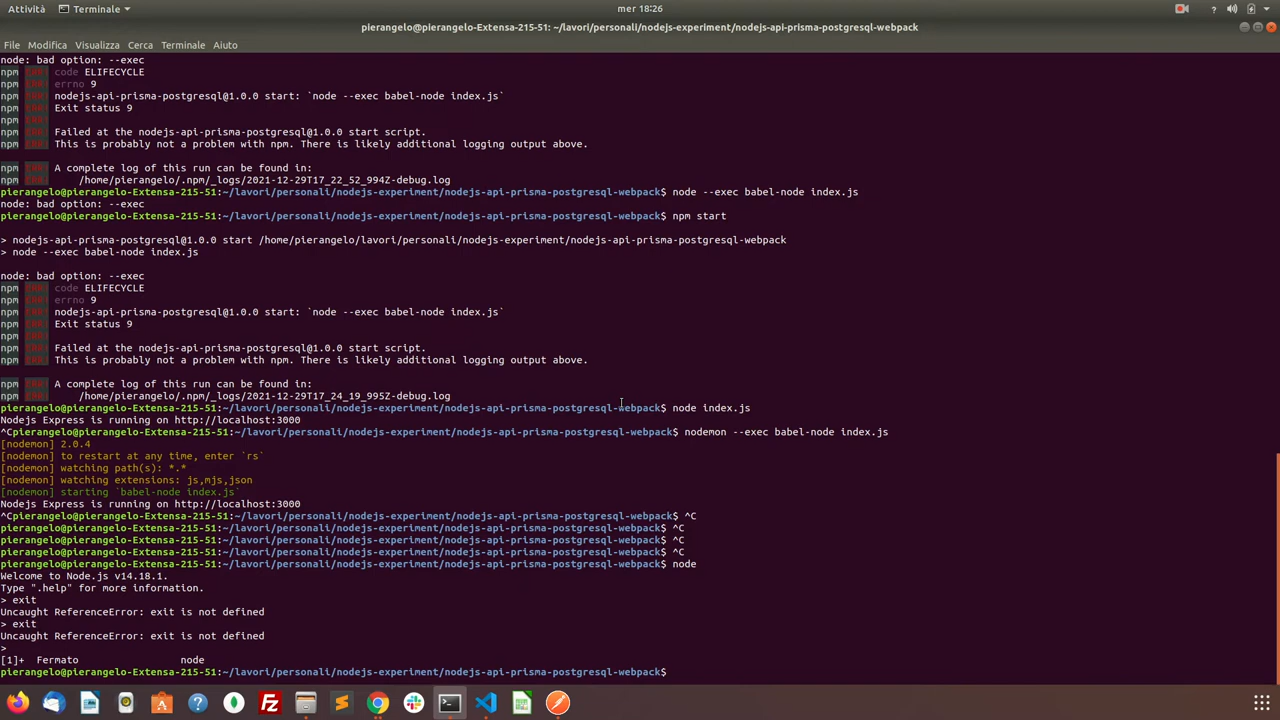 Attività
Terminale
mer 18:26
pierangelo@pierangelo-Extensa-215-51: ~/lavori/personali/nodejs-experiment/nodejs-api-prisma-postgresql-webpack
File Modifica Visualizza Cerca Terminale Aiuto
node: bad option: --exec
npm ERR! code ELIFECYCLE
npm ERR! errno 9
npm ERR! nodejs-api-prisma-postgresql@1.0.0 start: `node --exec babel-node index.js`
npm ERR! Exit status 9
npm ERR!
npm ERR! Failed at the nodejs-api-prisma-postgresql@1.0.0 start script.
npm ERR! This is probably not a problem with npm. There is likely additional logging output above.
npm ERR! A complete log of this run can be found in:
npm ERR! /home/pierangelo/.npm/_logs/2021-12-29T17_22_52_994Z-debug.log
pierangelo@pierangelo-Extensa-215-51:~/lavori/personali/nodejs-experiment/nodejs-api-prisma-postgresql-webpack$ node --exec babel-node index.js
node: bad option: --exec
pierangelo@pierangelo-Extensa-215-51:~/lavori/personali/nodejs-experiment/nodejs-api-prisma-postgresql-webpack$ npm start
> nodejs-api-prisma-postgresql@1.0.0 start /home/pierangelo/lavori/personali/nodejs-experiment/nodejs-api-prisma-postgresql-webpack
> node --exec babel-node index.js
node: bad option: --exec
npm ERR! code ELIFECYCLE
npm ERR! errno 9
npm ERR! nodejs-api-prisma-postgresql@1.0.0 start: `node --exec babel-node index.js`
npm ERR! Exit status 9
npm ERR!
npm ERR! Failed at the nodejs-api-prisma-postgresql@1.0.0 start script.
npm ERR! This is probably not a problem with npm. There is likely additional logging output above.
npm ERR! A complete log of this run can be found in:
npm ERR! /home/pierangelo/.npm/_logs/2021-12-29T17_24_19_995Z-debug.log
pierangelo@pierangelo-Extensa-215-51:~/lavori/personali/nodejs-experiment/nodejs-api-prisma-postgresql-webpack$ node index.js
Nodejs Express is running on http://localhost:3000
^Cpierangelo@pierangelo-Extensa-215-51:~/lavori/personali/nodejs-experiment/nodejs-api-prisma-postgresql-webpack$ nodemon --exec babel-node index.js
[nodemon] 2.0.4
[nodemon] to restart at any time, enter `rs`
[nodemon] watching path(s): *.*
[nodemon] watching extensions: js,mjs,json
[nodemon] starting `babel-node index.js`
Nodejs Express is running on http://localhost:3000
^Cpierangelo@pierangelo-Extensa-215-51:~/lavori/personali/nodejs-experiment/nodejs-api-prisma-postgresql-webpack$ ^C
pierangelo@pierangelo-Extensa-215-51:~/lavori/personali/nodejs-experiment/nodejs-api-prisma-postgresql-webpack$ ^C
pierangelo@pierangelo-Extensa-215-51:~/lavori/personali/nodejs-experiment/nodejs-api-prisma-postgresql-webpack$ ^C
pierangelo@pierangelo-Extensa-215-51:~/lavori/personali/nodejs-experiment/nodejs-api-prisma-postgresql-webpack$ ^C
pierangelo@pierangelo-Extensa-215-51:~/lavori/personali/nodejs-experiment/nodejs-api-prisma-postgresql-webpack$ node
Welcome to Node.js v14.18.1.
Type ".help" for more information.
> exit
Uncaught ReferenceError: exit is not defined
> exit
Uncaught ReferenceError: exit is not defined
>
[1]+ Fermato node
pierangelo@pierangelo-Extensa-215-51:~/lavori/personali/nodejs-experiment/nodejs-api-prisma-postgresql-webpack$